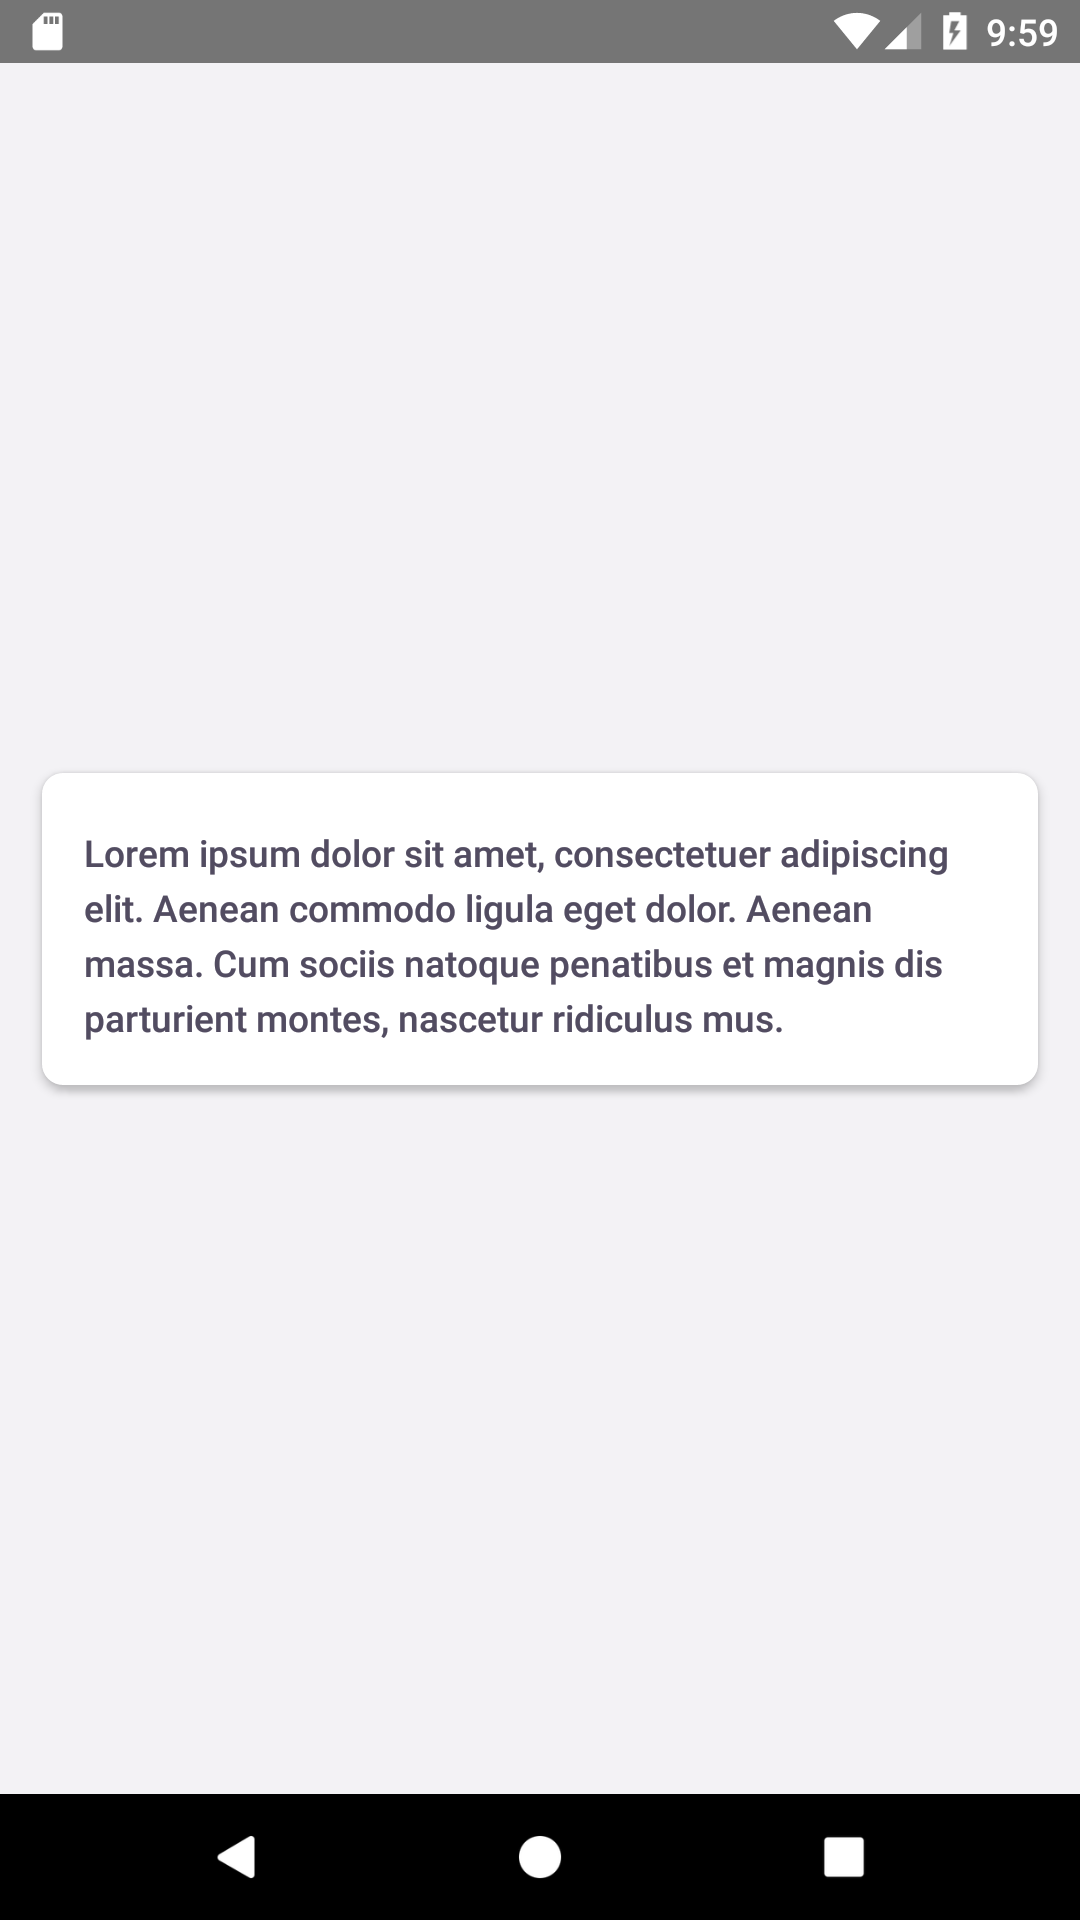 9:59
Lorem ipsum dolor sit amet, consectetuer adipiscing
elit. Aenean commodo ligula eget dolor. Aenean
massa. Cum sociis natoque penatibus et magnis dis
parturient montes, nascetur ridiculus mus.